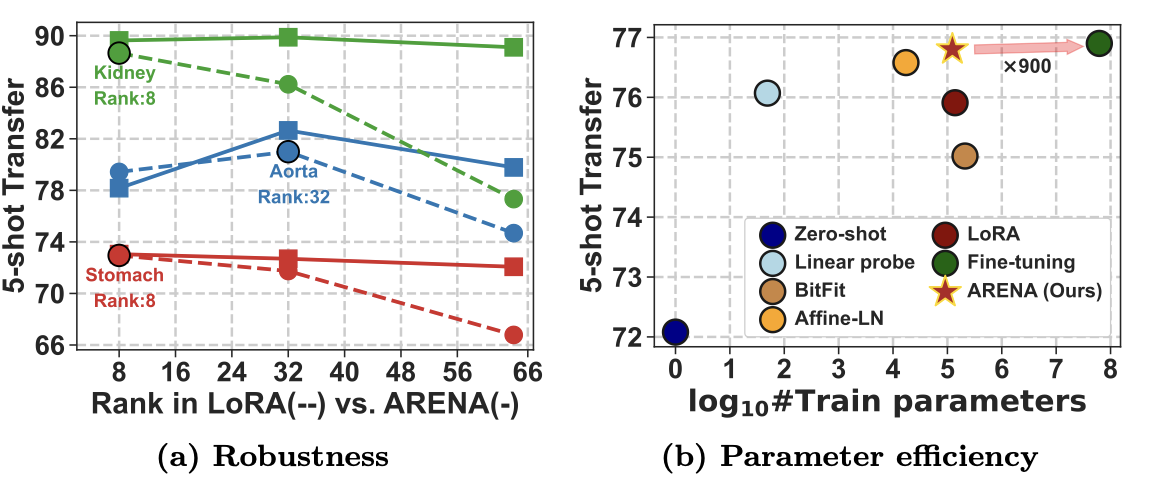 90
86
82
78
74
70
66
5-shot Transfer
Kidney
Rank:8
Aorta
Rank:32
Stomach
Rank:8
8 16 24 32 40 48 56 66
Rank in LoRA(--) vs. ARENA(-)
(a) Robustness
77
76
75
74
73
72
5-shot Transfer
×900
Zero-shot
Linear probe
BitFit
Affine-LN
LoRA
Fine-tuning
ARENA (Ours)
0 1 2 3 4 5 6 7 8
log₁₀#Train parameters
(b) Parameter efficiency